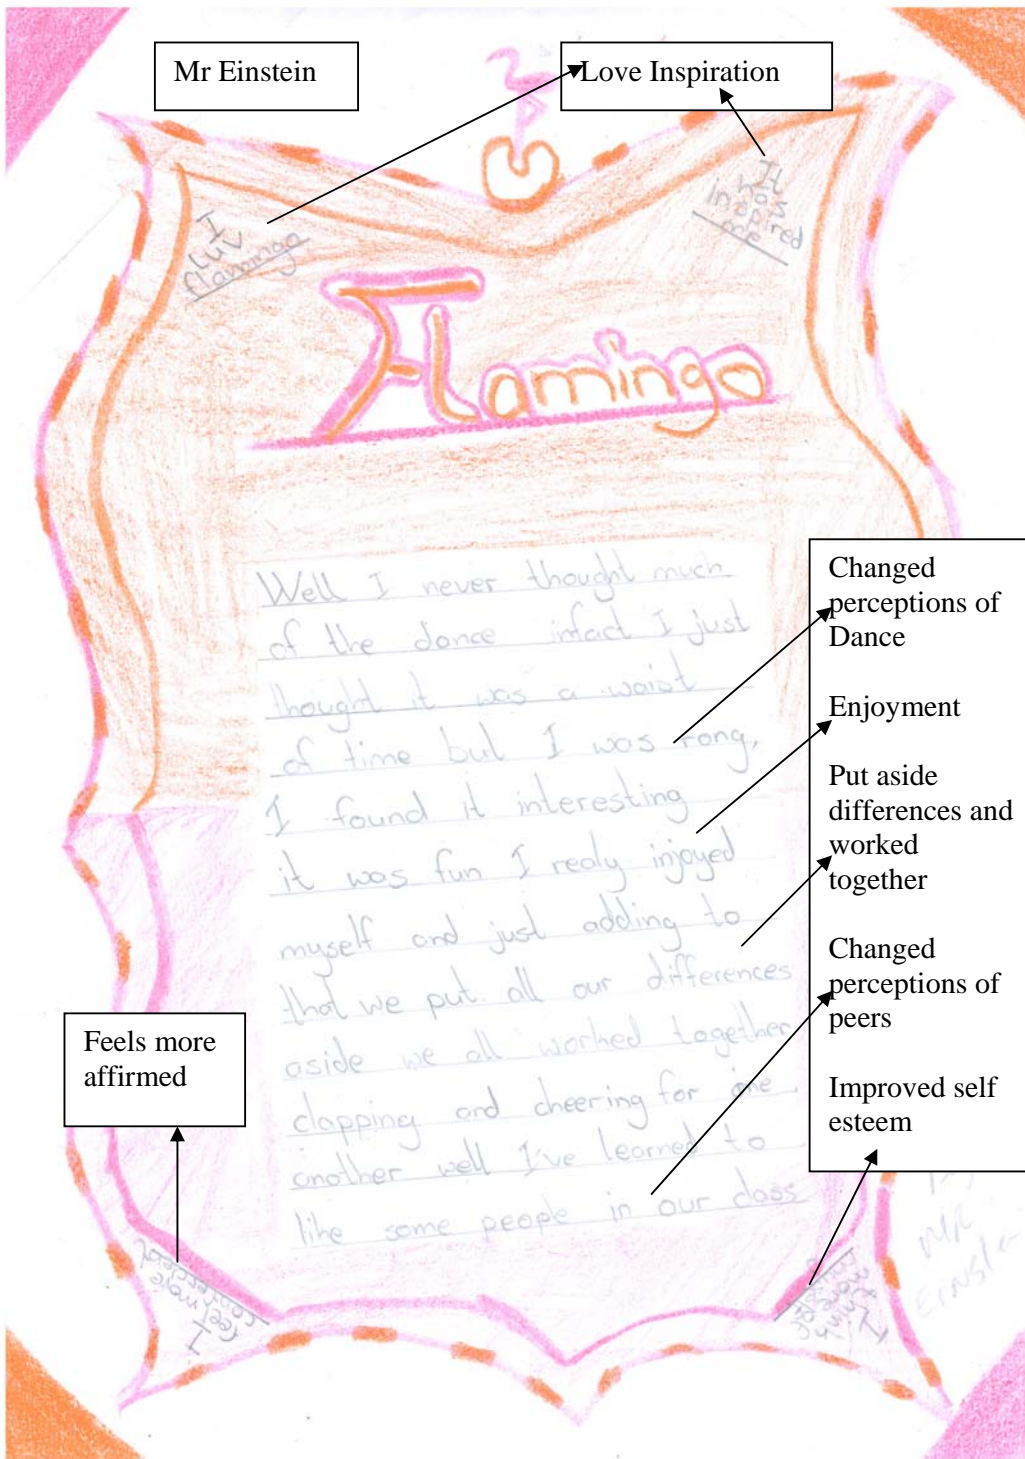 Mr Einstein
Love Inspiration
I
luv
flamingo
inspired
me
Flamingo
Well I never thought much
of the dance infact I just
thought it was a waist
of time but I was rong,
I found it interesting
it was fun I realy injoyed
myself and just adding to
that we put all our differences
aside we all worked together
clapping and cheering for one
another well I've learned to
like some people in our class
Changed
perceptions of
Dance
Enjoyment
Put aside
differences and
worked
together
Changed
perceptions of
peers
Improved self
esteem
Feels more
affirmed
I
feel more
MR
EINST